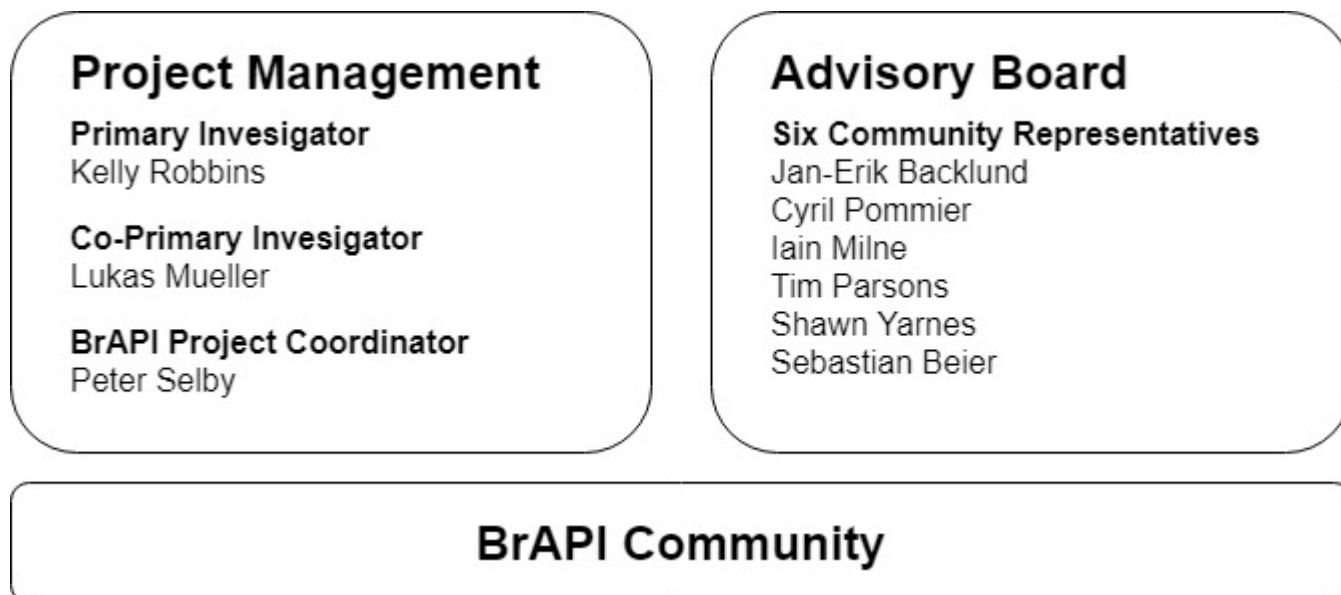 Project Management
Primary Invesigator
Kelly Robbins
Co-Primary Invesigator
Lukas Mueller
BrAPI Project Coordinator
Peter Selby
Advisory Board
Six Community Representatives
Jan-Erik Backlund
Cyril Pommier
Iain Milne
Tim Parsons
Shawn Yarnes
Sebastian Beier
BrAPI Community